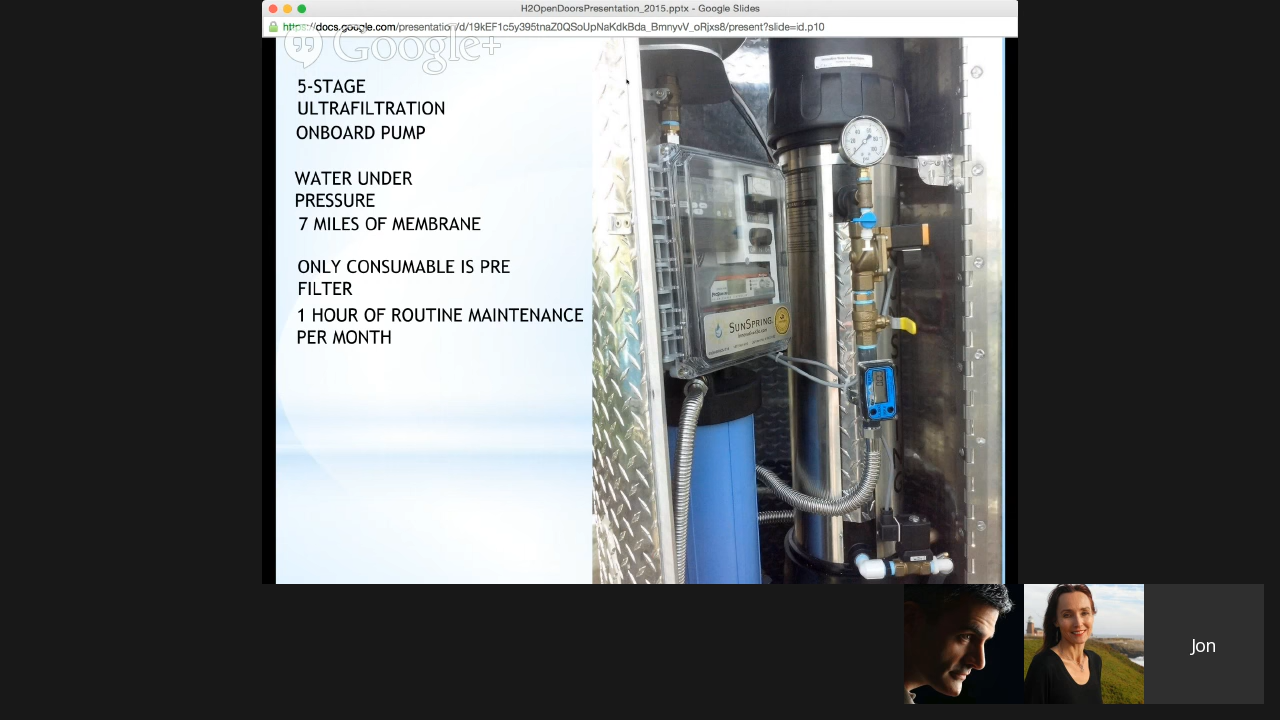 H2OpenDoorsPresentation_2015.pptx - Google Slides
https://docs.google.com/presentation/d/19kEF1c5y395tnaZ0QSoUpNaKdkBda_BmnyvV_oRjxs8/present?slide=id.p10
Google+
5-STAGE
ULTRAFILTRATION
ONBOARD PUMP
WATER UNDER
PRESSURE
7 MILES OF MEMBRANE
ONLY CONSUMABLE IS PRE
FILTER
1 HOUR OF ROUTINE MAINTENANCE
PER MONTH
SUNSPRING
Jon